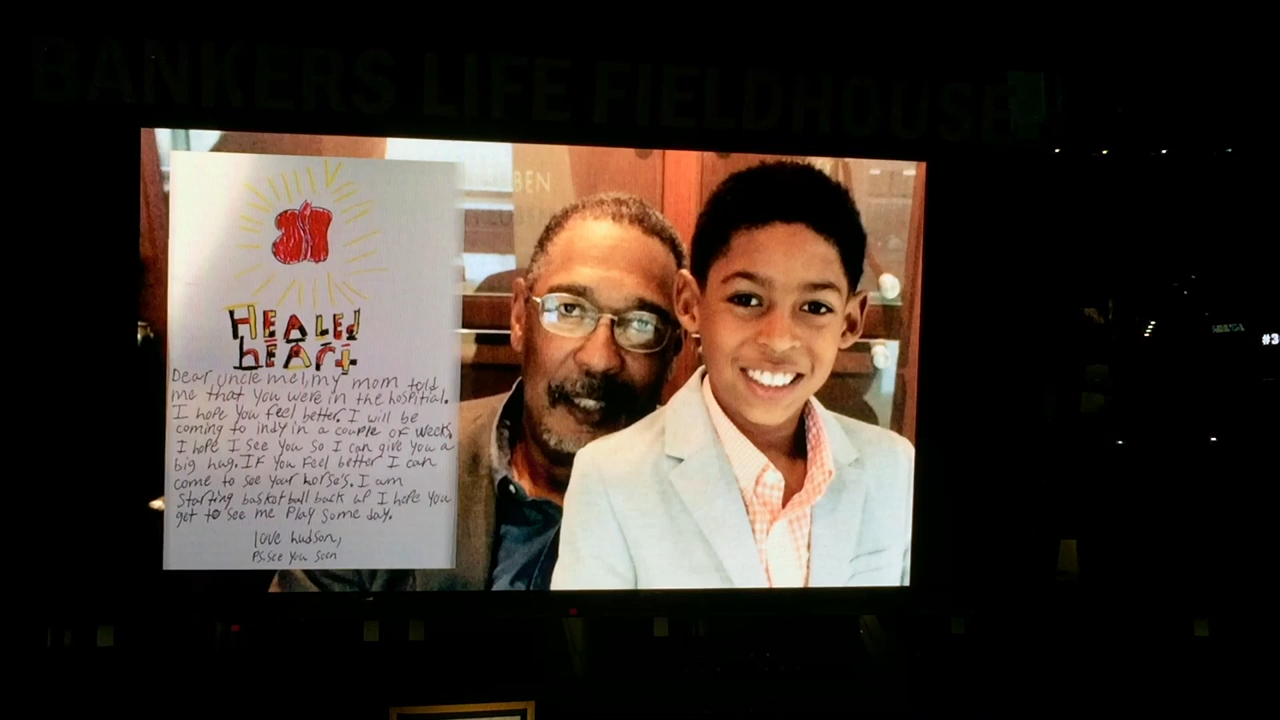 BANKERS LIFE FIELDHOUSE
BEN
HEALEd
hEArt
Dear uncle mel, my mom told
me that you were in the hospitial.
I hope you feel better. I will be
coming to indy in a couple of weeks,
I hope I see you so I can give you a
big hug. If you feel better I can
come to see your horse's. I am
starting basketball back up I hope you
get to see me play some day.
love hudson,
PS. see you soon
#3